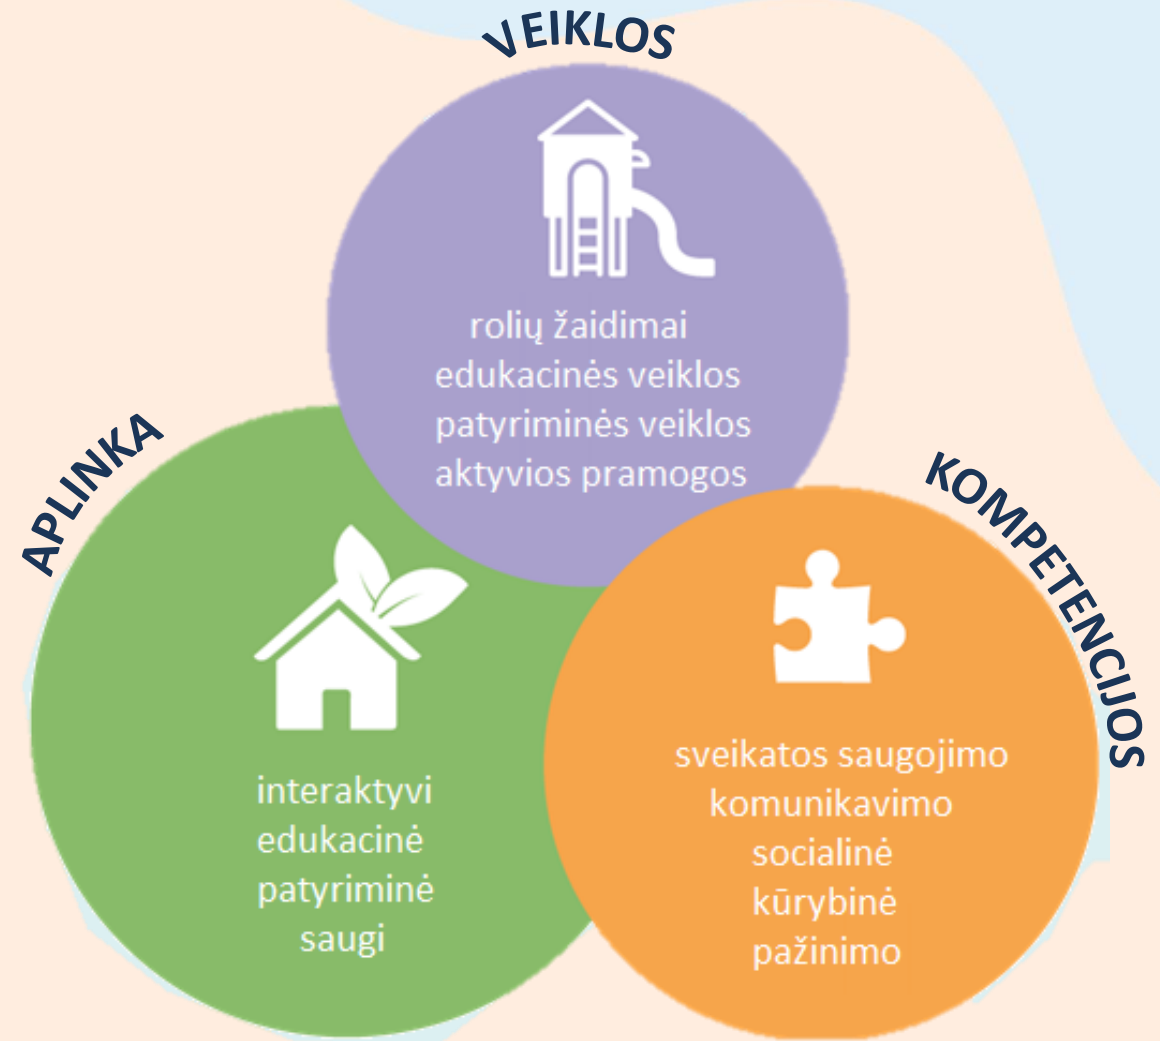 VEIKLOS
rolių žaidimai
edukacinės veiklos
patyriminės veiklos
aktyvios pramogos
APLINKA
interaktyvi
edukacinė
patyriminė
saugi
KOMPETENCIJOS
sveikatos saugojimo
komunikavimo
socialinė
kūrybinė
pažinimo